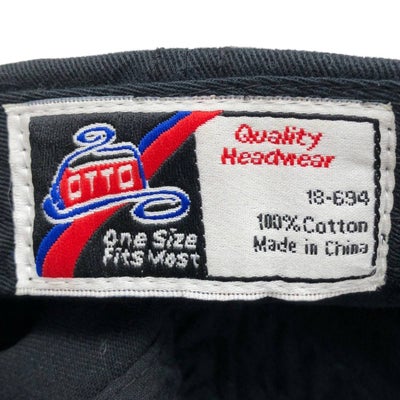 OTTO
One Size
Fits Most
Quality
Headwear
18-694
100% Cotton
Made in China